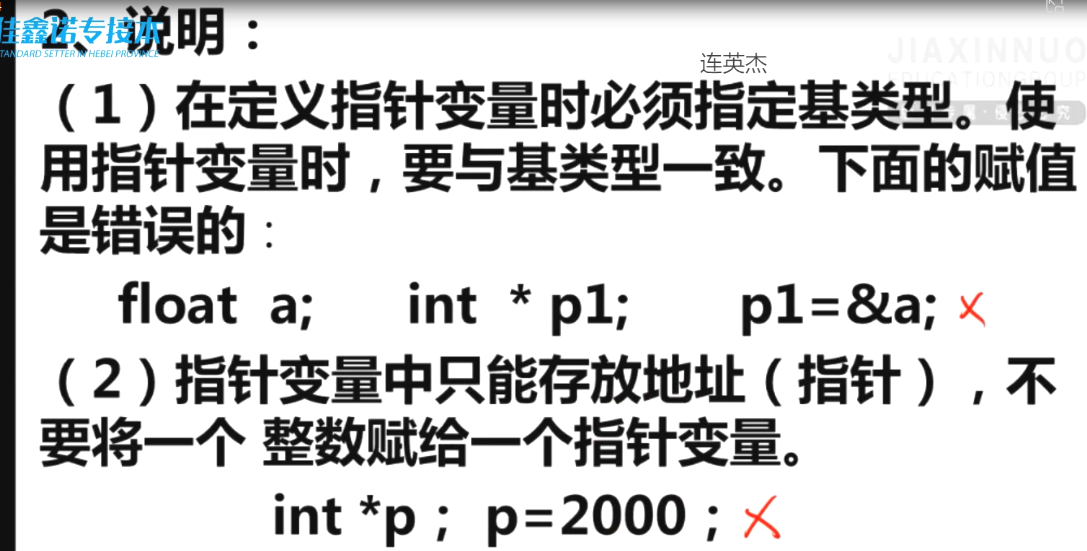 佳鑫诺专接本
STANDARD SETTER IN HEBEI PROVINCE
2、说明：
连英杰
JIAXINNUO
EDUCATIONGROUP
（1）在定义指针变量时必须指定基类型。使
用指针变量时，要与基类型一致。下面的赋值
是错误的：
float a; int * p1; p1=&a; ×
（2）指针变量中只能存放地址（指针），不
要将一个 整数赋给一个指针变量。
int *p； p=2000； ×